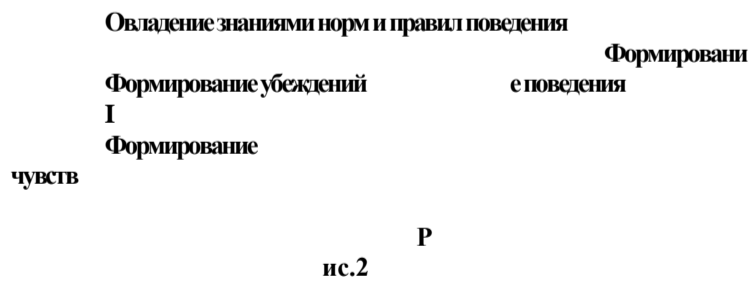 Овладение знаниями норм и правил поведения
Формировани
Формирование убеждений е поведения
I
Формирование
чувств
Р
ис.2